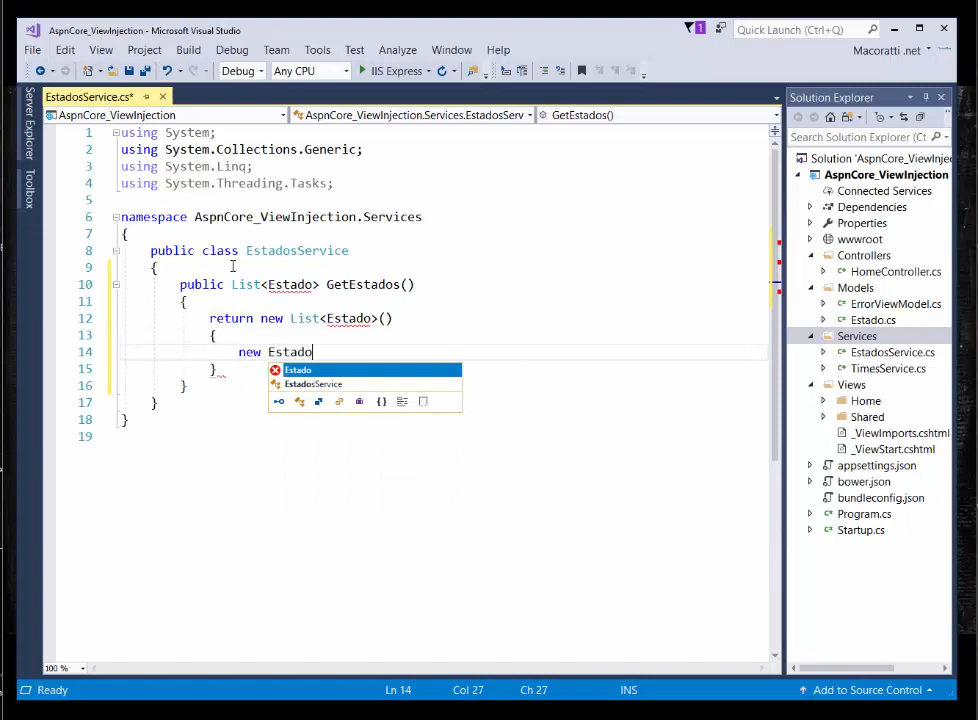 AspnCore_ViewInjection - Microsoft Visual Studio
1
Quick Launch (Ctrl+Q)
File Edit View Project Build Debug Team Tools Test Analyze Window Help
Macoratti .net
Debug Any CPU IIS Express
EstadosService.cs*
AspnCore_ViewInjection AspnCore_ViewInjection.Services.EstadosServ GetEstados()
Server Explorer
Toolbox
1 using System;
2 using System.Collections.Generic;
3 using System.Linq;
4 using System.Threading.Tasks;
5
6 namespace AspnCore_ViewInjection.Services
7 {
8 public class EstadosService
9 {
10 public List<Estado> GetEstados()
11 {
12 return new List<Estado>()
13 {
14 new Estado
15 }
16 }
17 }
18 }
19
Estado
EstadosService
{ }
100 %
Solution Explorer
Search Solution Explorer
Solution 'AspnCore_ViewInjec
AspnCore_ViewInjection
Connected Services
Dependencies
Properties
wwwroot
Controllers
HomeController.cs
Models
ErrorViewModel.cs
Estado.cs
Services
EstadosService.cs
TimesService.cs
Views
Home
Shared
_ViewImports.cshtml
_ViewStart.cshtml
appsettings.json
bower.json
bundleconfig.json
Program.cs
Startup.cs
Ready Ln 14 Col 27 Ch 27 INS Add to Source Control